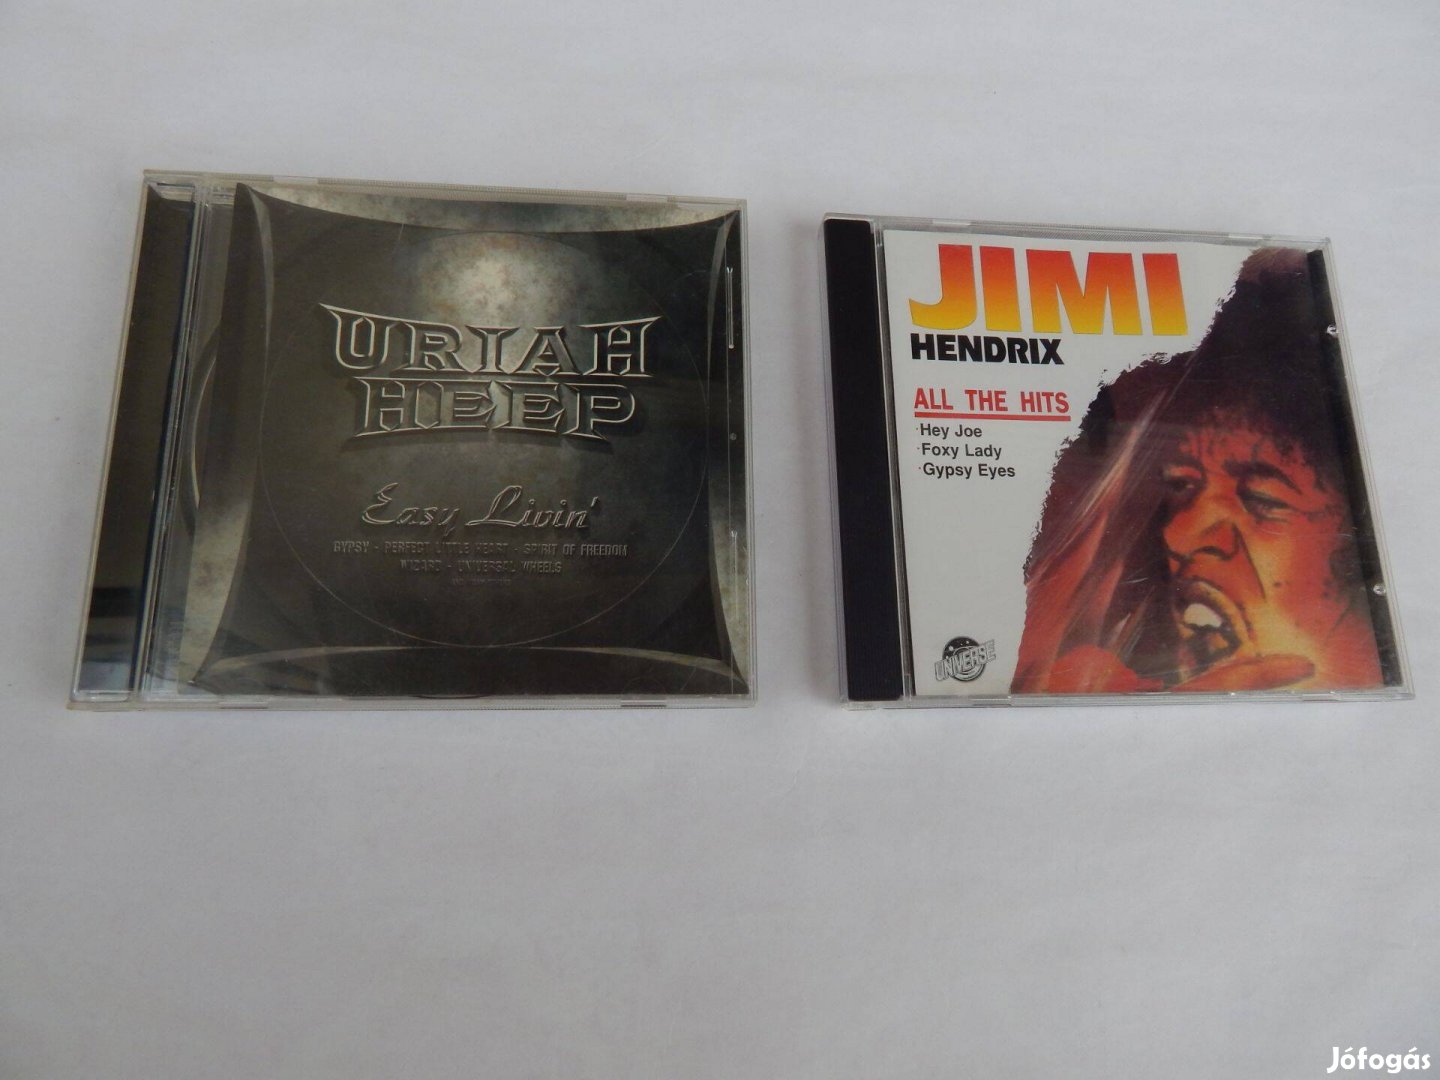 URIAH
HEEP
Easy Livin'
GYPSY - PERFECT LITTLE HEART - SPIRIT OF FREEDOM
WIZARD - UNIVERSAL WHEELS
JIMI
HENDRIX
ALL THE HITS
·Hey Joe
·Foxy Lady
·Gypsy Eyes
UNIVERSE
Jófogás